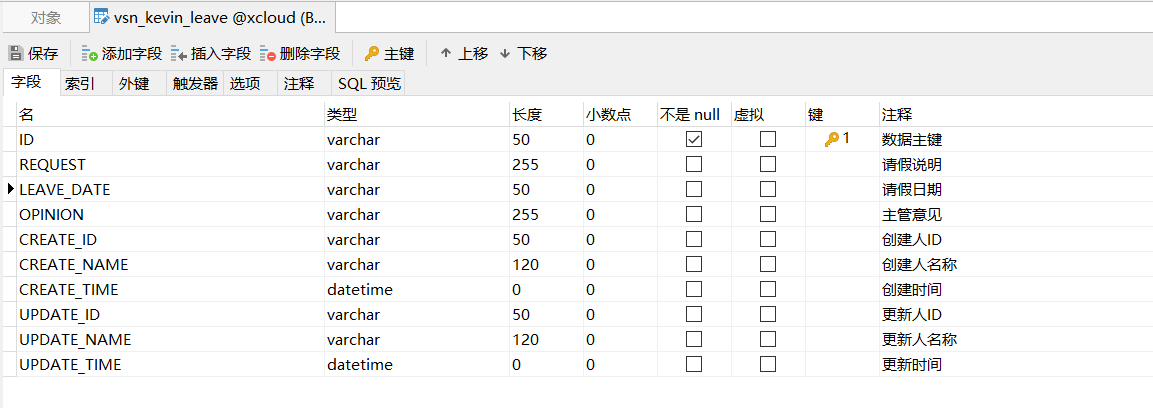 对象 vsn_kevin_leave @xcloud (B...
保存 添加字段 插入字段 删除字段 主键 上移 下移
字段 索引 外键 触发器 选项 注释 SQL 预览
名 类型 长度 小数点 不是 null 虚拟 键 注释
ID varchar 50 0 1 数据主键
REQUEST varchar 255 0 请假说明
LEAVE_DATE varchar 50 0 请假日期
OPINION varchar 255 0 主管意见
CREATE_ID varchar 50 0 创建人ID
CREATE_NAME varchar 120 0 创建人名称
CREATE_TIME datetime 0 0 创建时间
UPDATE_ID varchar 50 0 更新人ID
UPDATE_NAME varchar 120 0 更新人名称
UPDATE_TIME datetime 0 0 更新时间